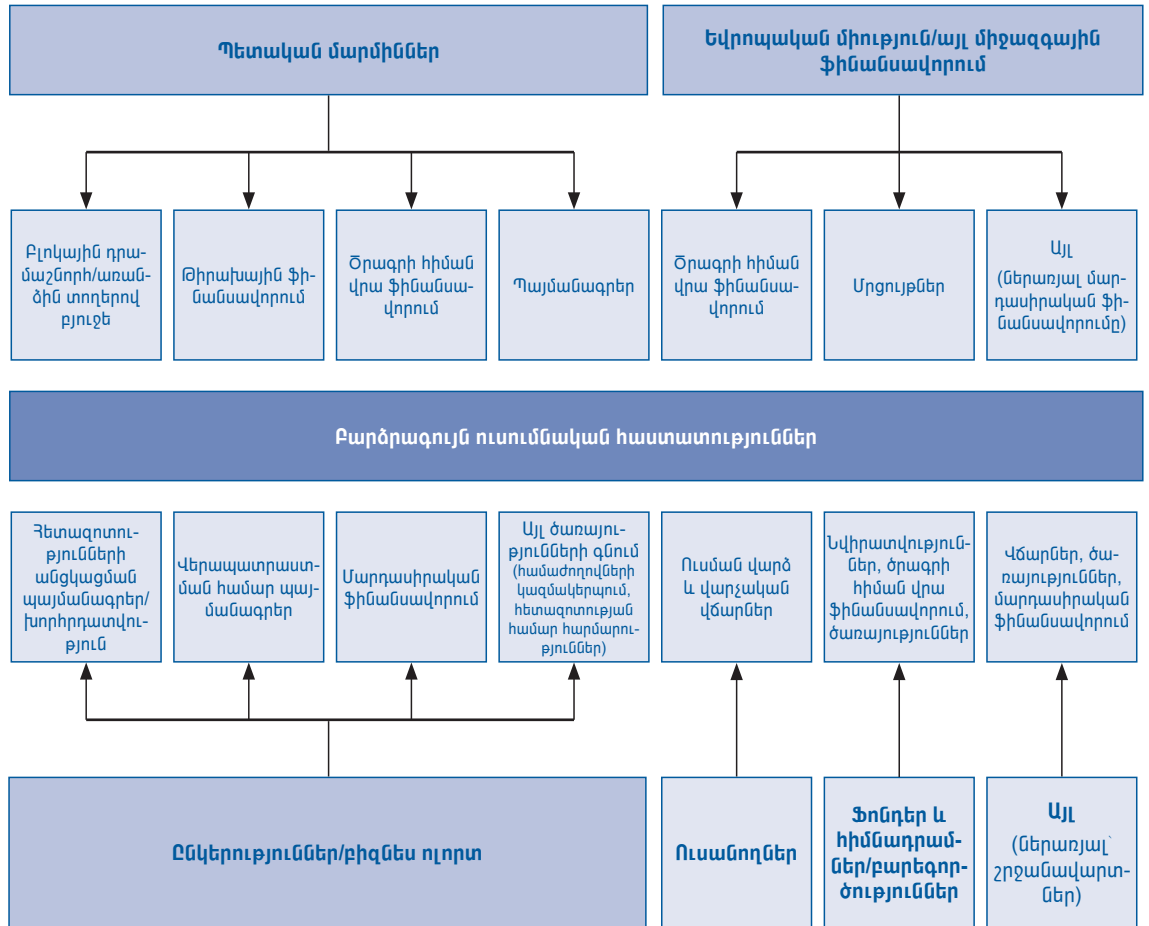 Պետական մարմիններ
Եվրոպական միություն/այլ միջազգային
ֆինանսավորում
Բլոկային դրա-
մաշնորհ/առան-
ձին տողերով
բյուջե
Թիրախային ֆի-
նանսավորում
Ծրագրի հիման
վրա ֆինանսա-
վորում
Պայմանագրեր
Ծրագրի հիման
վրա ֆինանսա-
վորում
Մրցույթներ
Այլ
(ներառյալ մար-
դասիրական ֆի-
նանսավորումը)
Բարձրագույն ուսումնական հաստատություններ
Հետազոտու-
թյունների
անցկացման
պայմանագրեր/
խորհրդատվու-
թյուն
Վերապատրաստ-
ման համար պայ-
մանագրեր
Մարդասիրական
ֆինանսավորում
Այլ ծառայու-
թյունների գնում
(համաժողովների
կազմակերպում,
հետազոտության
համար հարմարու-
թյուններ)
Ուսման վարձ
և վարչական
վճարներ
Նվիրատվություն-
ներ, ծրագրի
հիման վրա
ֆինանսավորում,
ծառայություններ
Վճարներ, ծա-
ռայություններ,
մարդասիրական
ֆինանսավորում
Ընկերություններ/բիզնես ոլորտ
Ուսանողներ
Ֆոնդեր և
հիմնադրամ-
ներ/բարեգոր-
ծություններ
Այլ
(ներառյալ՝
շրջանավարտ-
ներ)